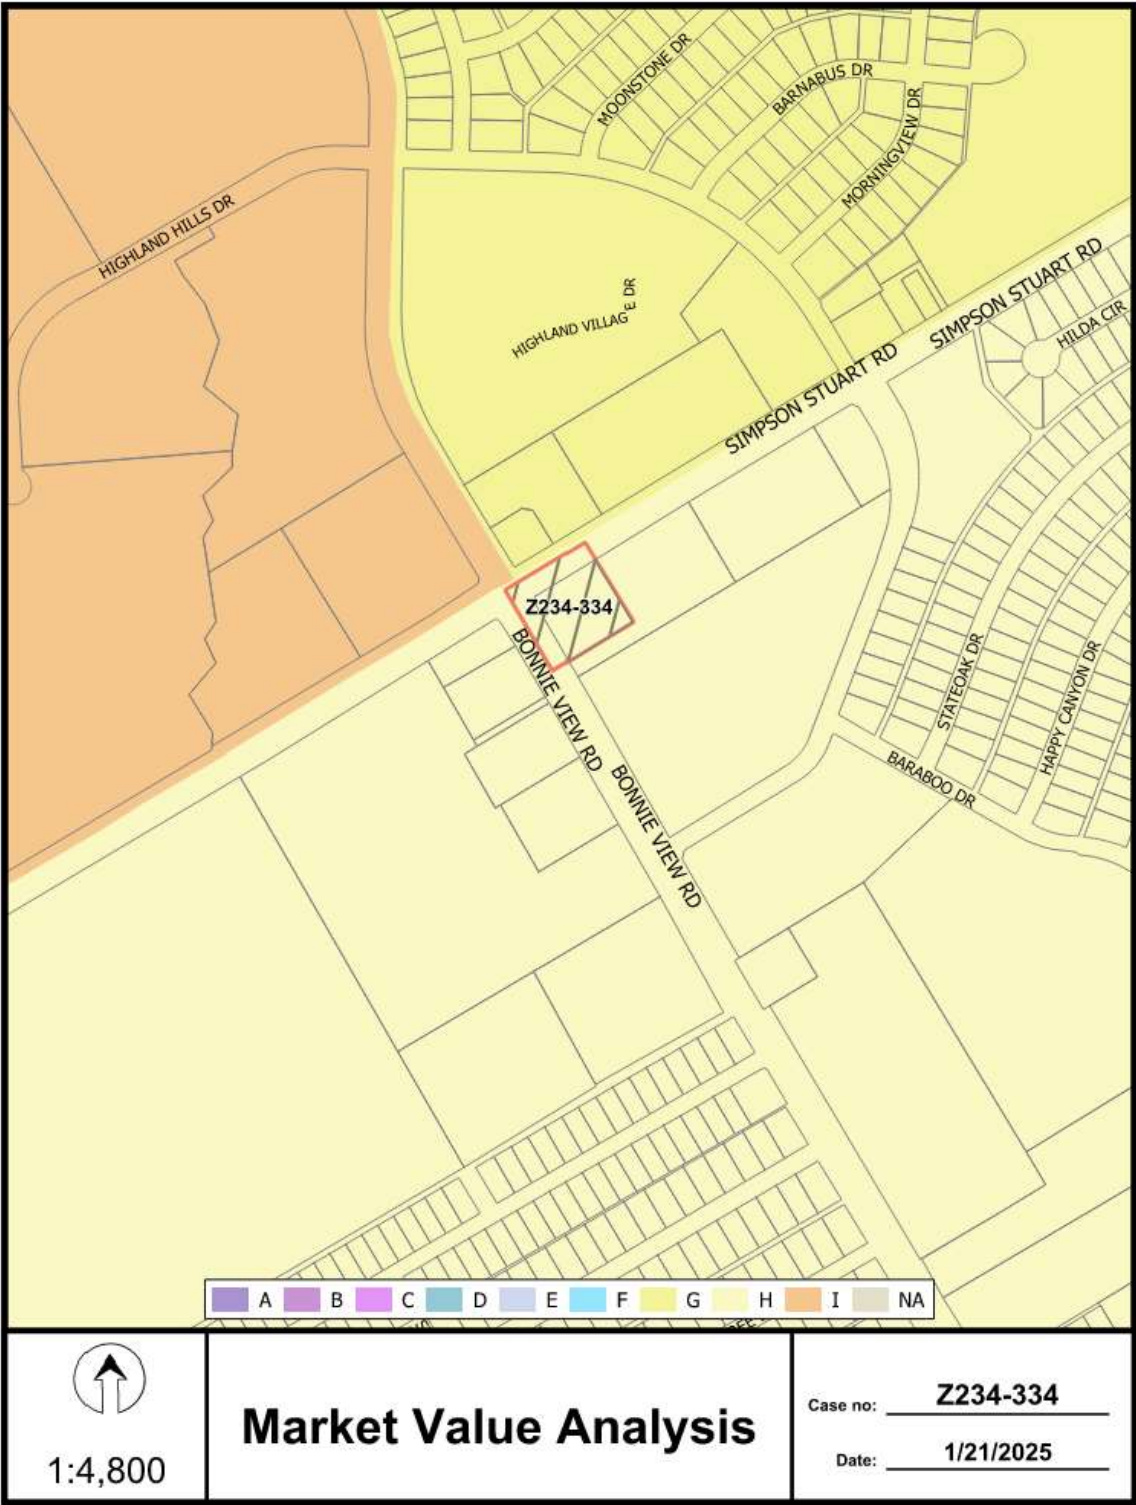 MOONSTONE DR
BARNABUS DR
MORNINGVIEW DR
HIGHLAND HILLS DR
HIGHLAND VILLAGE DR
SIMPSON STUART RD
SIMPSON STUART RD
HILDA CIR
Z234-334
BONNIE VIEW RD
BONNIE VIEW RD
STATEOAK DR
HAPPY CANYON DR
BARABOO DR
A B C D E F G H I NA
1:4,800
Market Value Analysis
Case no: Z234-334
Date: 1/21/2025